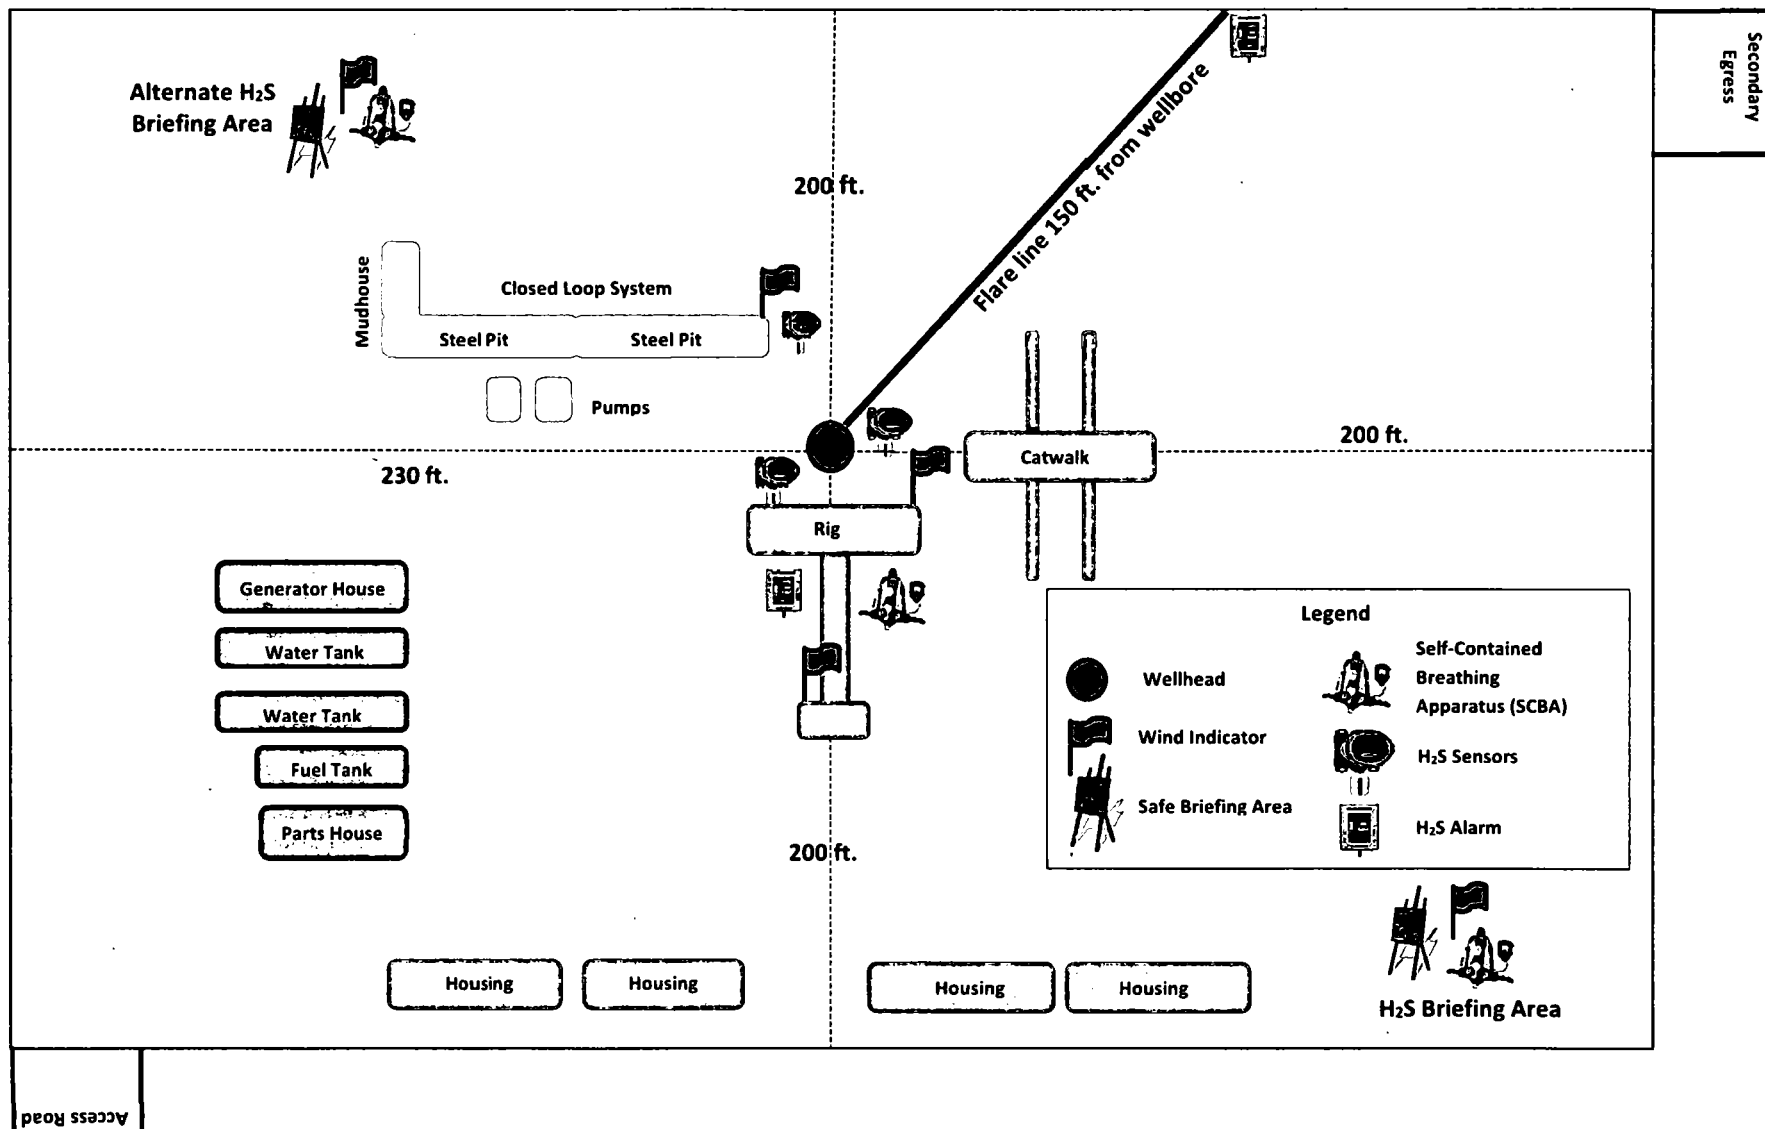 Secondary
Egress
Alternate H₂S
Briefing Area
200 ft.
Flare line 150 ft. from wellbore
Mudhouse
Closed Loop System
Steel Pit
Steel Pit
Pumps
200 ft.
230 ft.
Catwalk
Rig
Generator House
Water Tank
Water Tank
Fuel Tank
Parts House
200 ft.
Legend
Wellhead
Self-Contained
Breathing
Apparatus (SCBA)
Wind Indicator
H₂S Sensors
Safe Briefing Area
H₂S Alarm
Housing
Housing
Housing
Housing
H₂S Briefing Area
Access Road